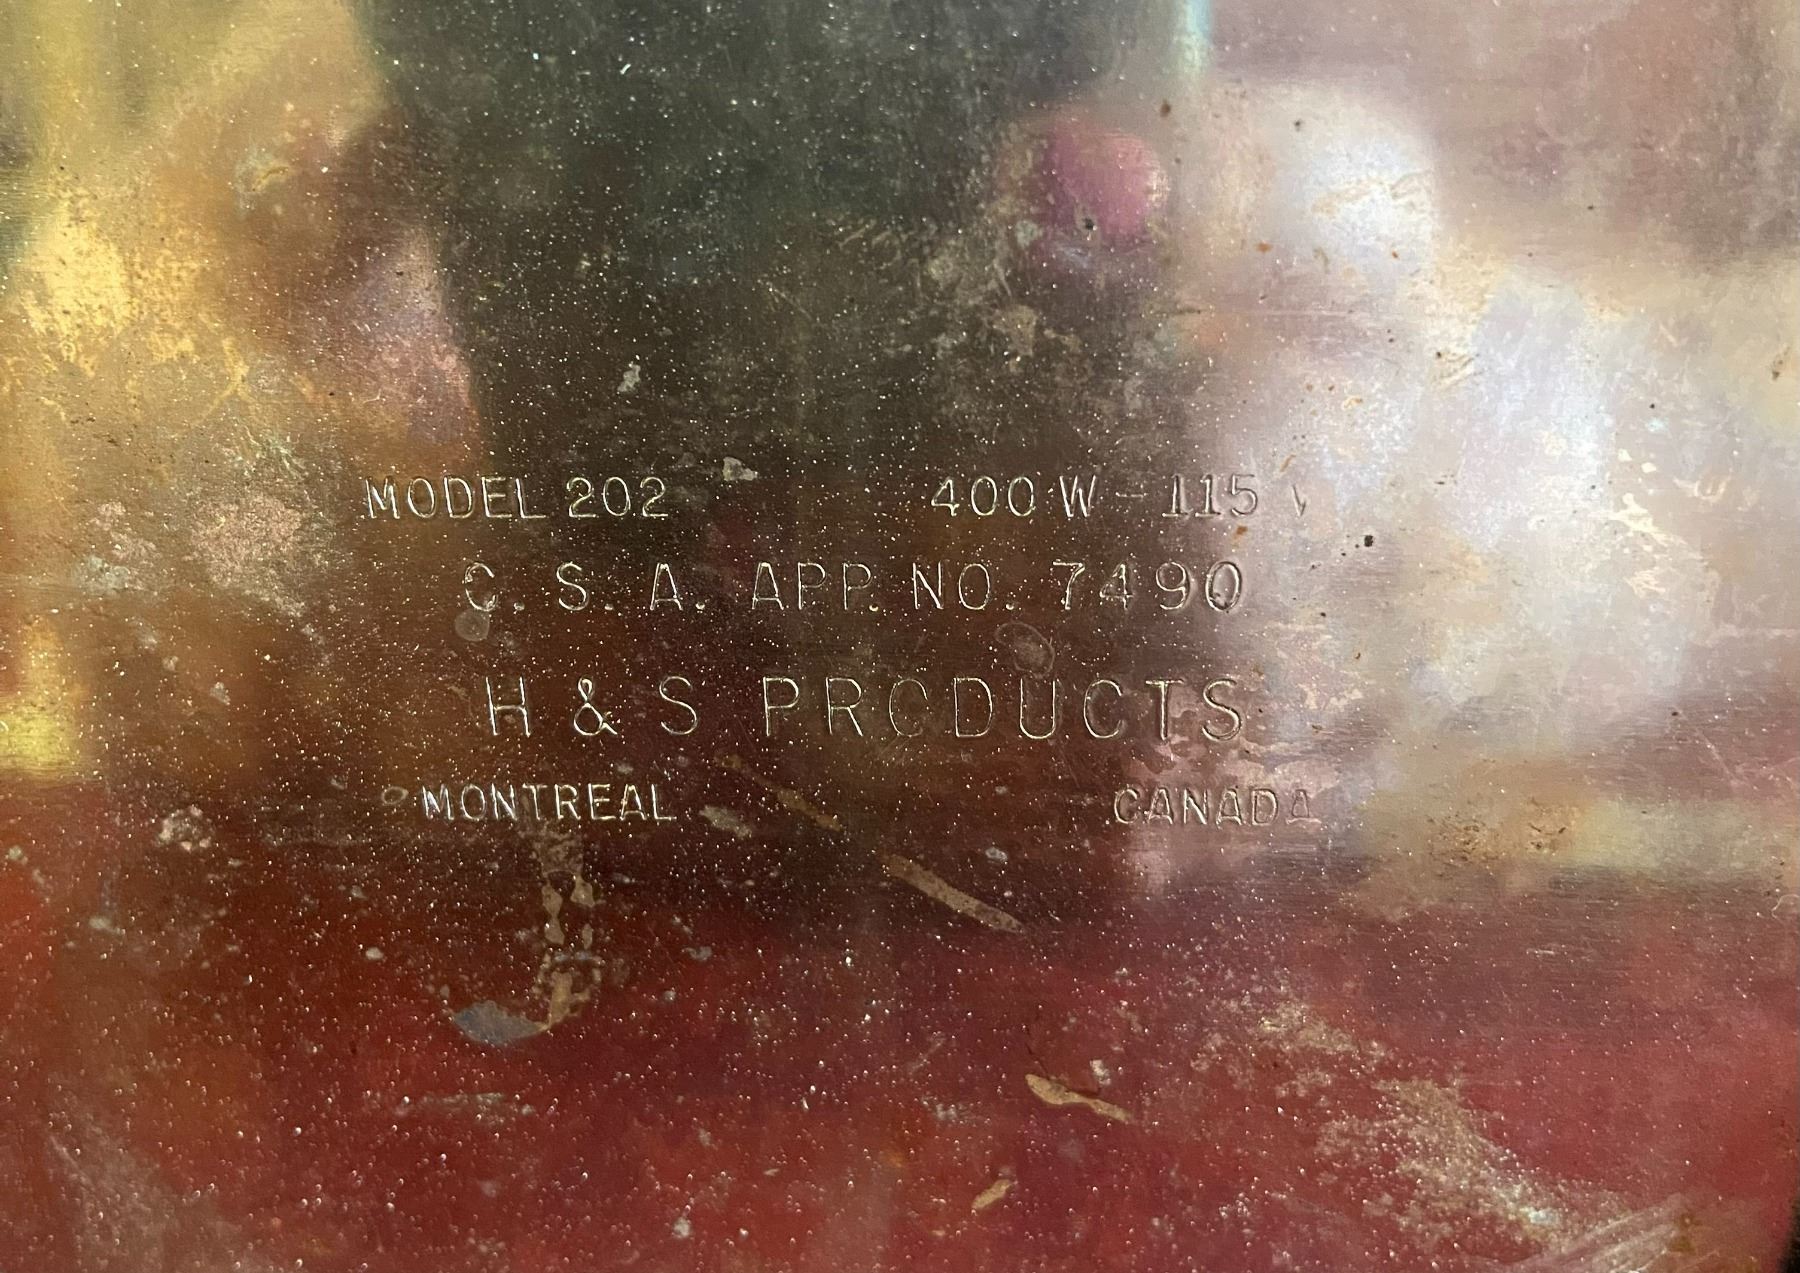 MODEL 202 400 W - 115 V
C. S. A. APP. NO. 7490
H & S PRODUCTS
MONTREAL CANADA